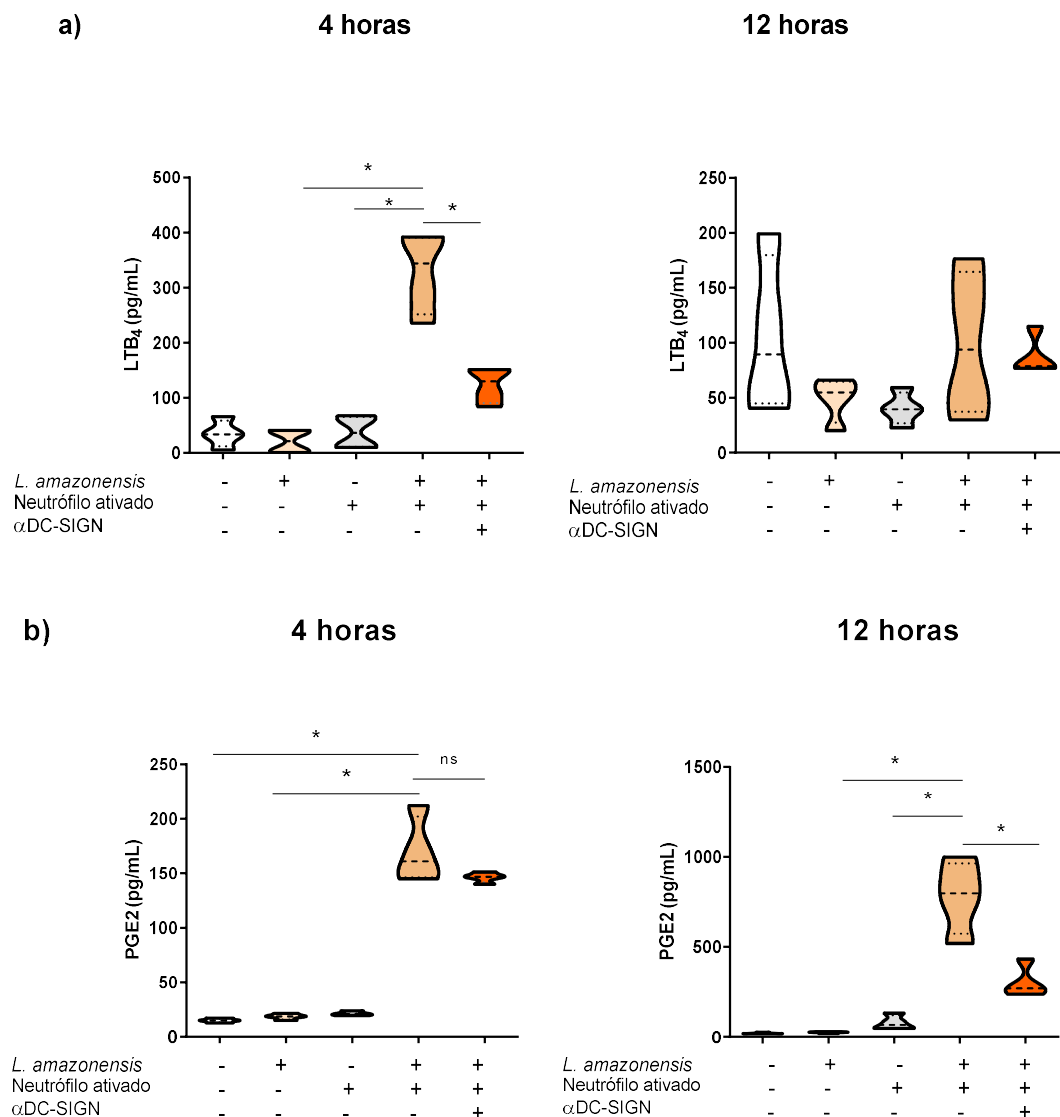 a)
4 horas
12 horas
LTB4 (pg/mL)
500
400
300
200
100
0
* * *
L. amazonensis - + - + +
Neutrófilo ativado - - + + +
αDC-SIGN - - - - +
LTB4 (pg/mL)
250
200
150
100
50
0
L. amazonensis - + - + +
Neutrófilo ativado - - + + +
αDC-SIGN - - - - +
b)
4 horas
12 horas
PGE2 (pg/mL)
250
200
150
100
50
0
* * ns
L. amazonensis - + - + +
Neutrófilo ativado - - + + +
αDC-SIGN - - - - +
PGE2 (pg/mL)
1500
1000
500
0
* * *
L. amazonensis - + - + +
Neutrófilo ativado - - + + +
αDC-SIGN - - - - +